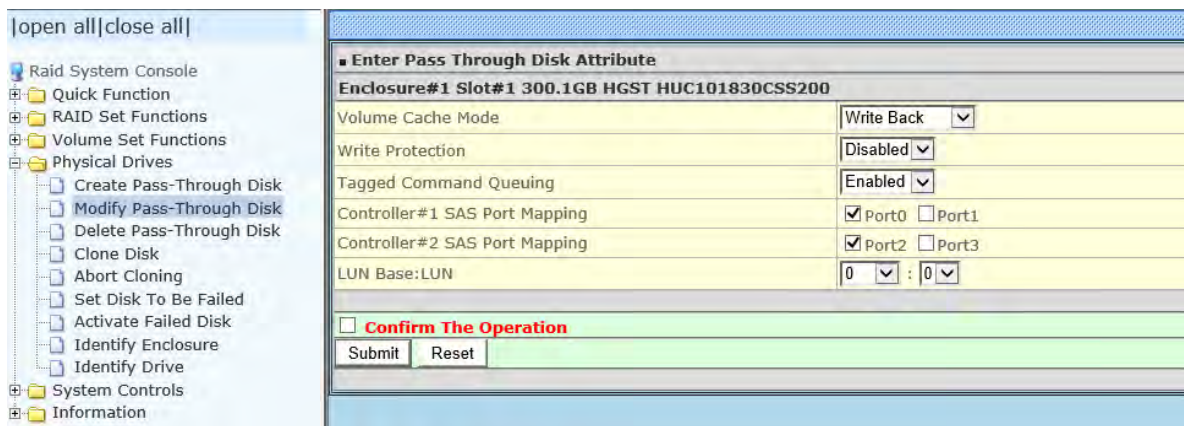 |open all|close all|
Raid System Console
Quick Function
RAID Set Functions
Volume Set Functions
Physical Drives
Create Pass-Through Disk
Modify Pass-Through Disk
Delete Pass-Through Disk
Clone Disk
Abort Cloning
Set Disk To Be Failed
Activate Failed Disk
Identify Enclosure
Identify Drive
System Controls
Information
Enter Pass Through Disk Attribute
Enclosure#1 Slot#1 300.1GB HGST HUC101830CSS200
Volume Cache Mode Write Back
Write Protection Disabled
Tagged Command Queuing Enabled
Controller#1 SAS Port Mapping Port0 Port1
Controller#2 SAS Port Mapping Port2 Port3
LUN Base:LUN 0 : 0
Confirm The Operation
Submit Reset